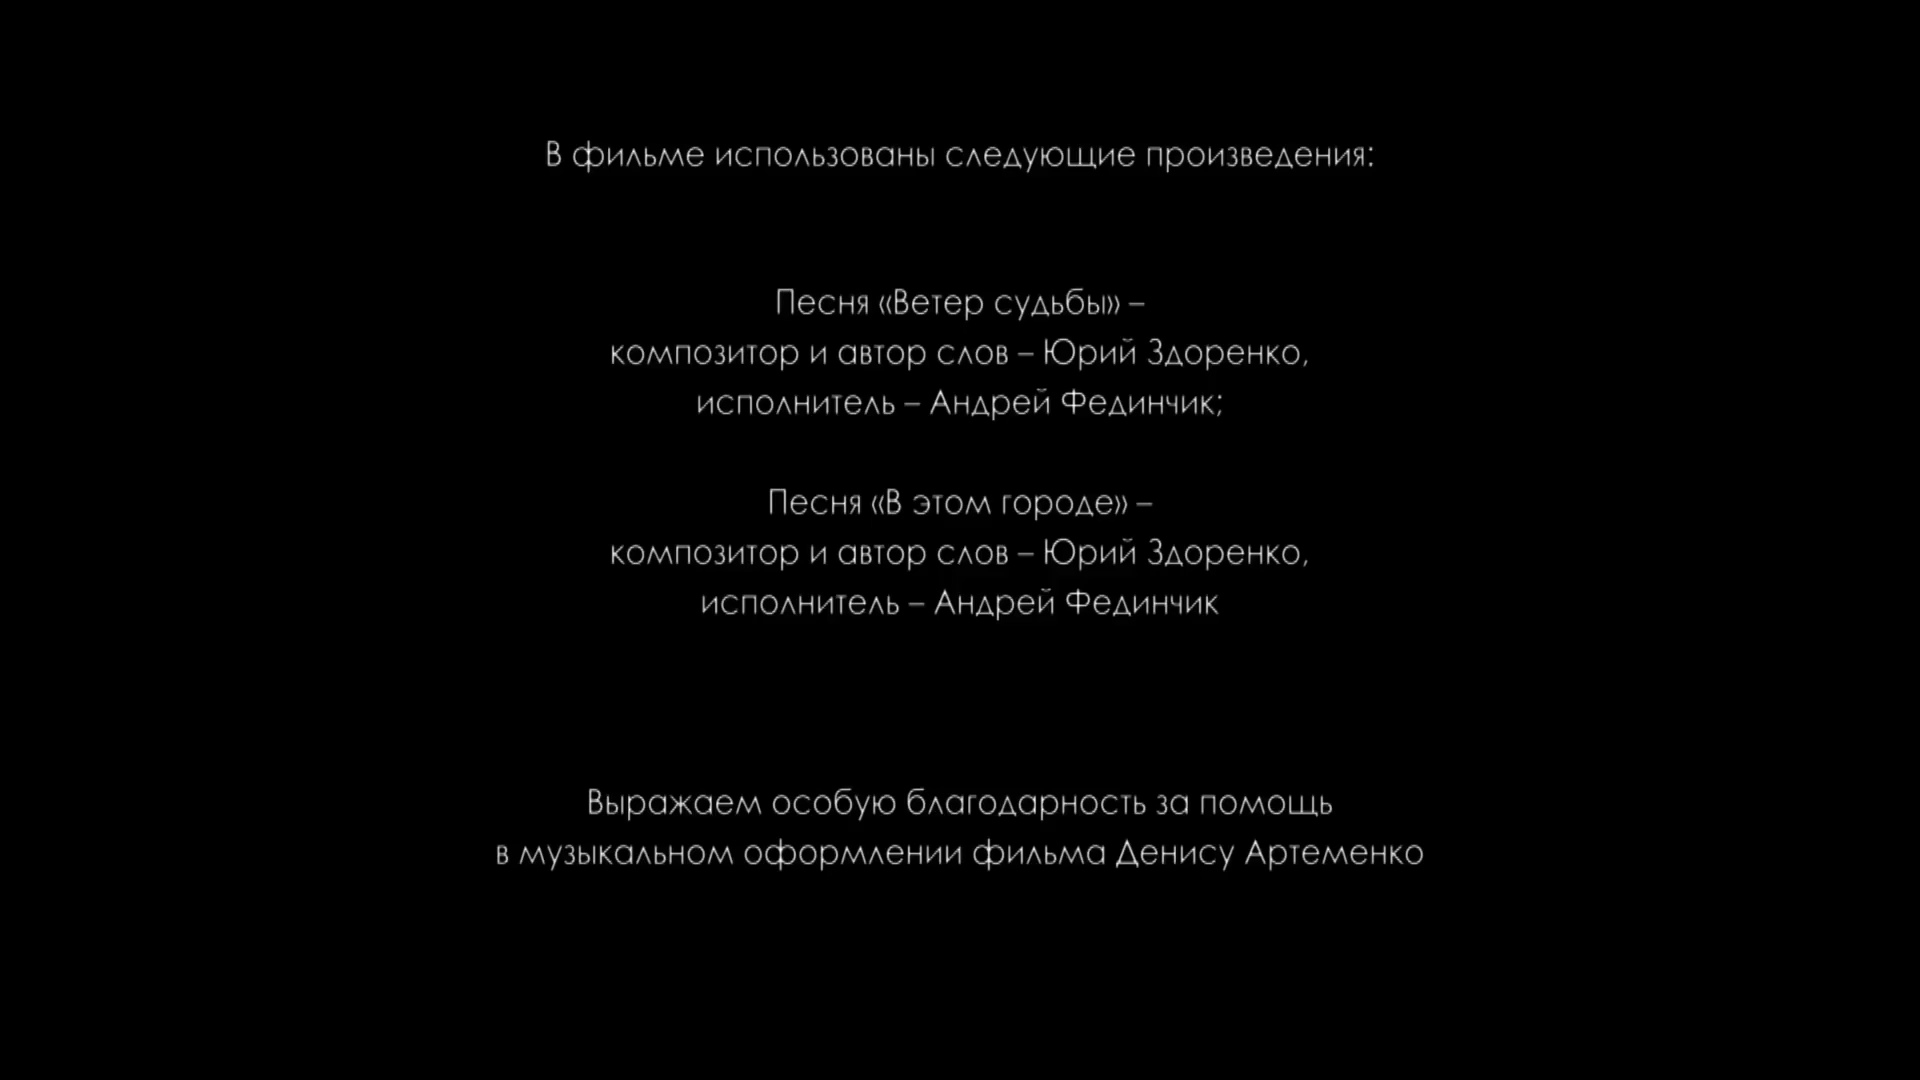 В фильме использованы следующие произведения:
Песня «Ветер судьбы» –
композитор и автор слов – Юрий Здоренко,
исполнитель – Андрей Фединчик;
Песня «В этом городе» –
композитор и автор слов – Юрий Здоренко,
исполнитель – Андрей Фединчик
Выражаем особую благодарность за помощь
в музыкальном оформлении фильма Денису Артеменко